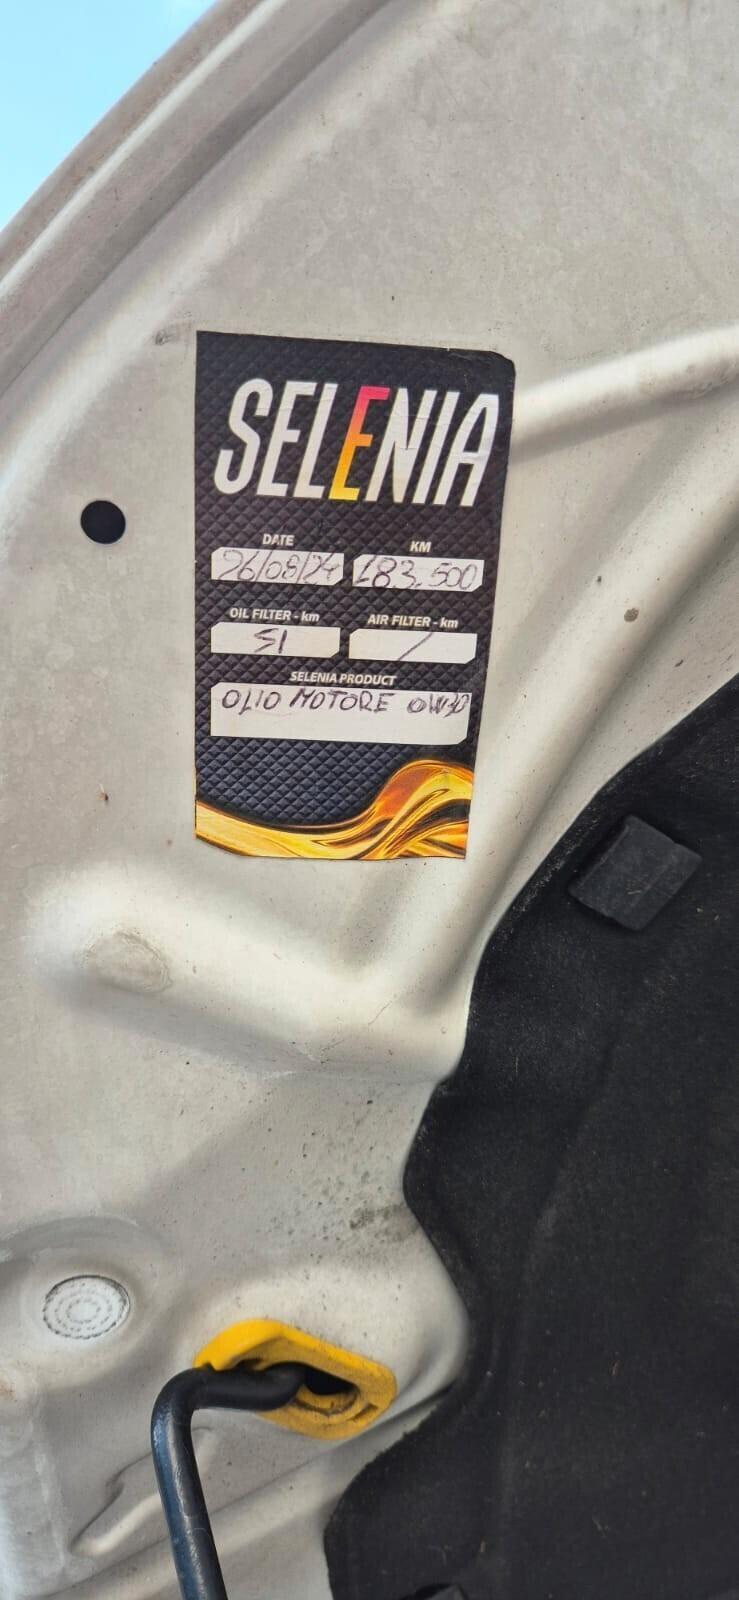 SELENIA
DATE KM
26/08/24 183.500
OIL FILTER - km AIR FILTER - km
SI /
SELENIA PRODUCT
OLIO MOTORE 0W30